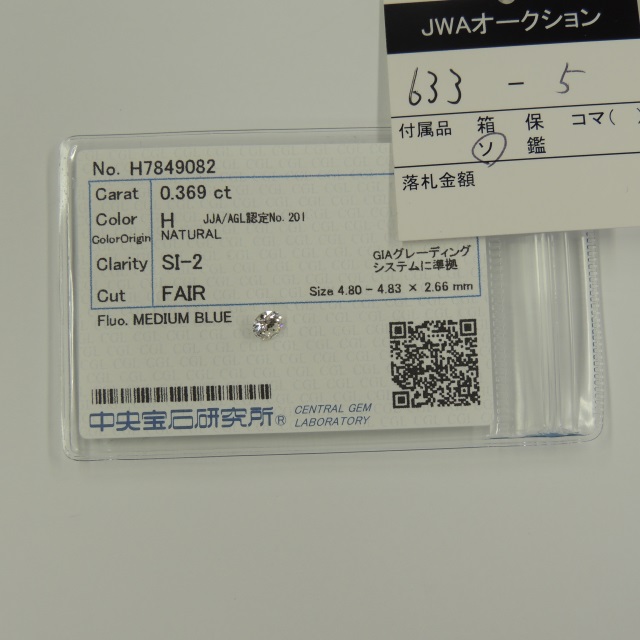 JWAオークション
633 - 5
付属品 箱 保 コマ( )
ソ 鑑
落札金額
No. H7849082
Carat 0.369 ct
Color H JJA/AGL認定No. 201
ColorOrigin NATURAL
Clarity SI-2
GIAグレーディング
システムに準拠
Cut FAIR Size 4.80 - 4.83 × 2.66 mm
Fluo. MEDIUM BLUE
中央宝石研究所® CENTRAL GEM
LABORATORY